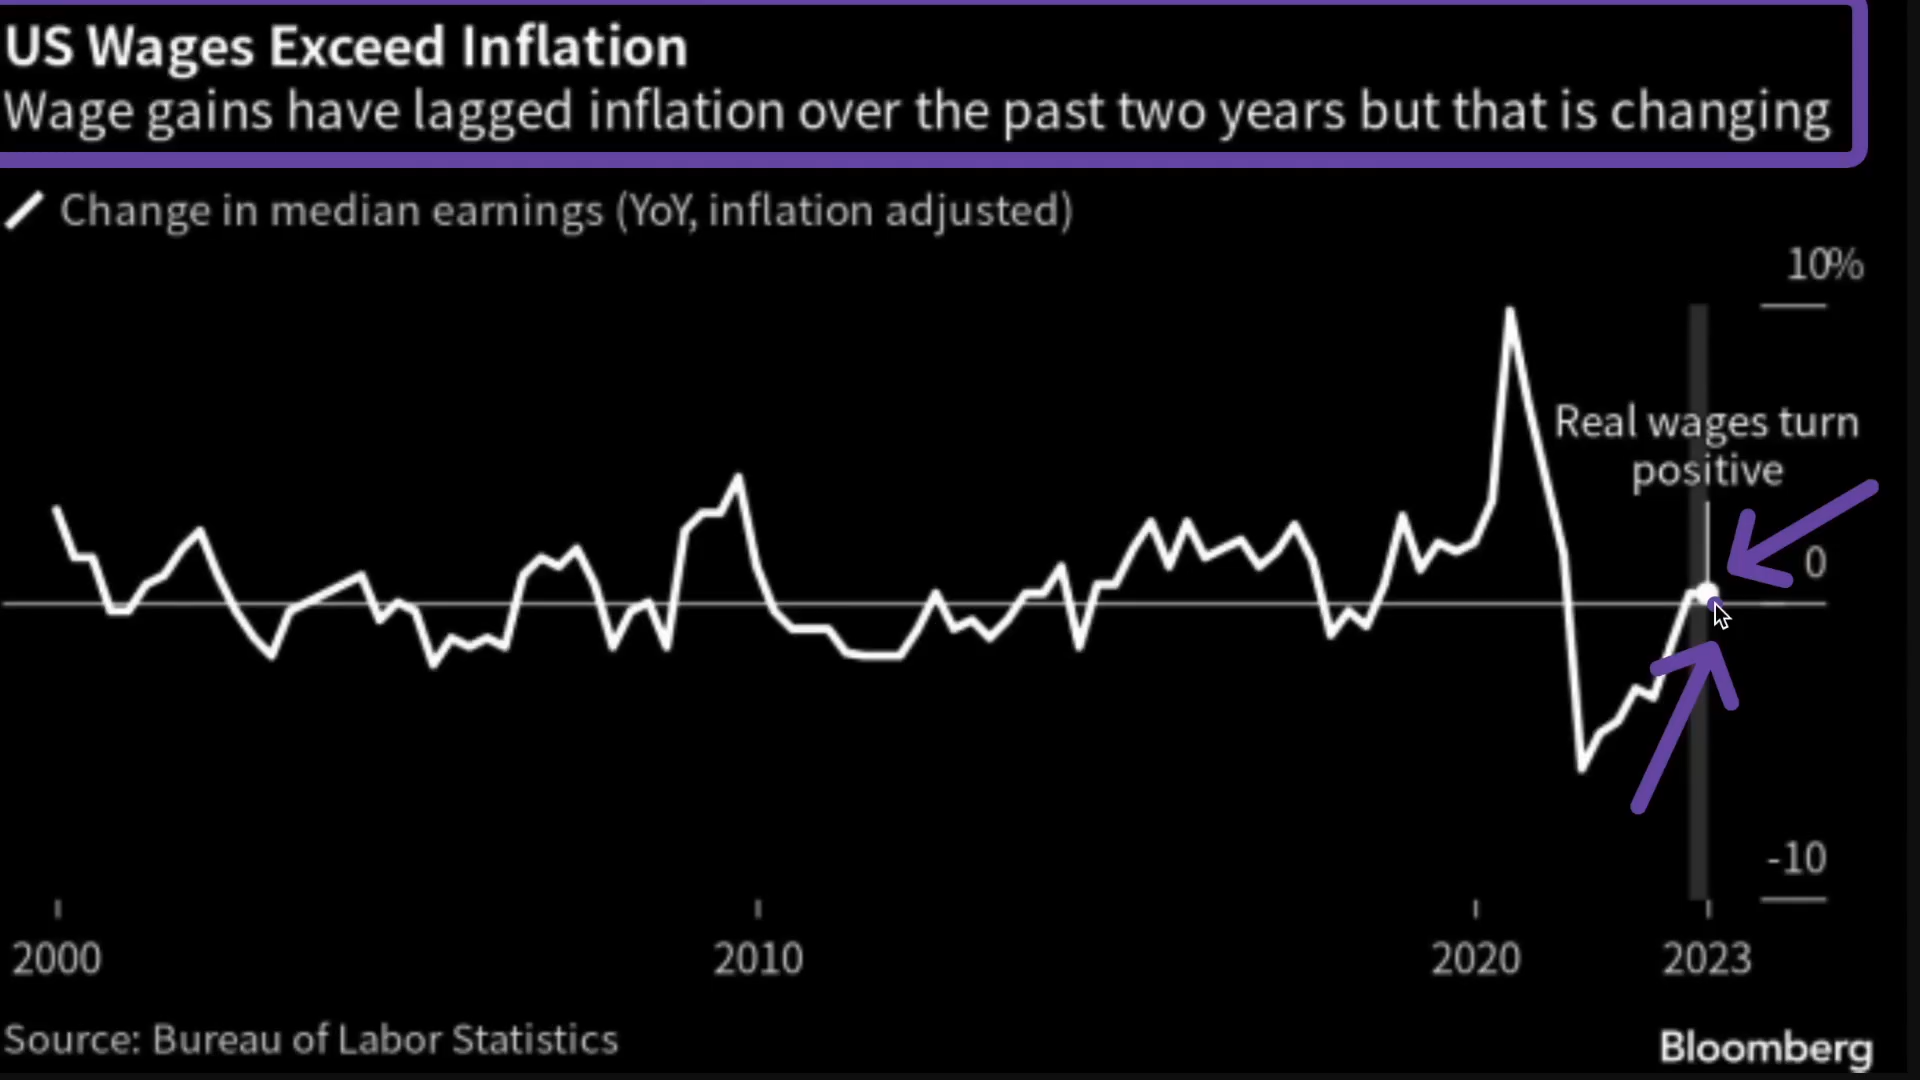 US Wages Exceed Inflation
Wage gains have lagged inflation over the past two years but that is changing
Change in median earnings (YoY, inflation adjusted)
10%
Real wages turn
positive
0
-10
2000 2010 2020 2023
Source: Bureau of Labor Statistics
Bloomberg